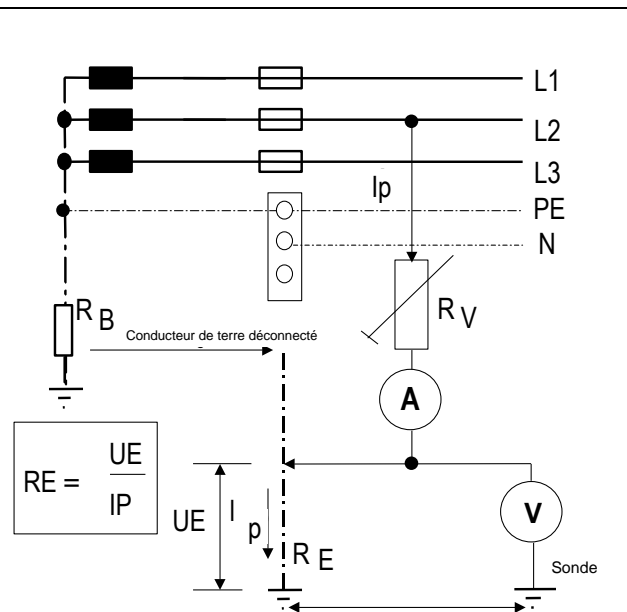 L1
L2
L3
Ip
PE
N
R B
Conducteur de terre déconnecté
R V
A
RE = UE
IP
UE
I p
R E
V
Sonde